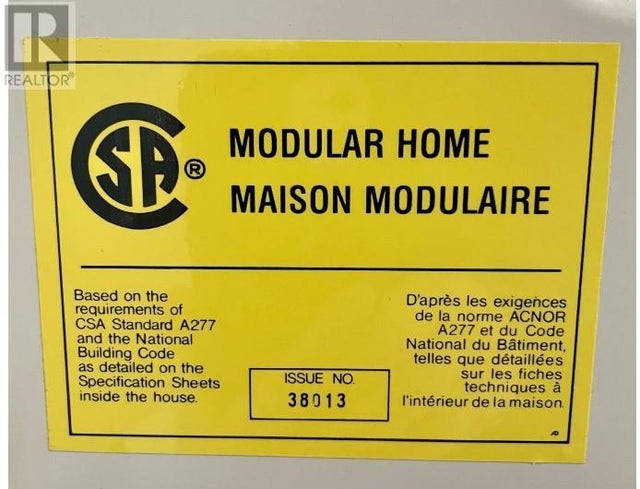 R
REALTOR®
CSA ®
MODULAR HOME
MAISON MODULAIRE
Based on the
requirements of
CSA Standard A277
and the National
Building Code
as detailed on the
Specification Sheets
inside the house.
ISSUE NO.
38013
D'après les exigences
de la norme ACNOR
A277 et du Code
National du Bâtiment,
telles que détaillées
sur les fiches
techniques à
l'intérieur de la maison.